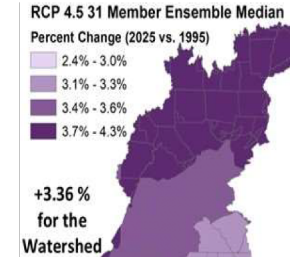 RCP 4.5 31 Member Ensemble Median
Percent Change (2025 vs. 1995)
2.4% - 3.0%
3.1% - 3.3%
3.4% - 3.6%
3.7% - 4.3%
+3.36 %
for the
Watershed